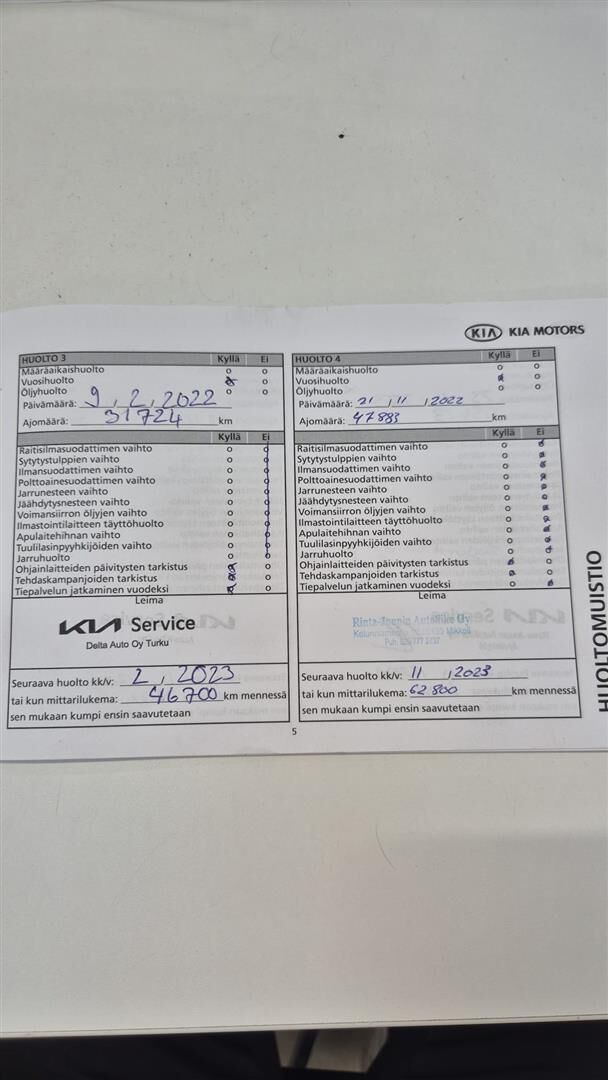 KIA KIA MOTORS
HUOLTO 3 Kyllä Ei
Määräaikaishuolto o o
Vuosihuolto o
Öljyhuolto o o
Päivämäärä: 9 . 2 . 2022
Ajomäärä: 31724 km
Kyllä Ei
Raitisilmasuodattimen vaihto o
Sytytystulppien vaihto o
Ilmansuodattimen vaihto o
Polttoainesuodattimen vaihto o
Jarrunesteen vaihto o
Jäähdytysnesteen vaihto o
Voimansiirron öljyjen vaihto o
Ilmastointilaitteen täyttöhuolto o
Apulaitehihnan vaihto o
Tuulilasinpyyhkijöiden vaihto o
Jarruhuolto o
Ohjainlaitteiden päivitysten tarkistus o
Tehdaskampanjoiden tarkistus o
Tiepalvelun jatkaminen vuodeksi o
Leima
KIA Service
Delta Auto Oy Turku
Seuraava huolto kk/v: 2 , 2023
tai kun mittarilukema: 46700 km mennessä
sen mukaan kumpi ensin saavutetaan
HUOLTO 4 Kyllä Ei
Määräaikaishuolto o o
Vuosihuolto o
Öljyhuolto o o
Päivämäärä: 21 , 11 , 2022
Ajomäärä: 47883 km
Kyllä Ei
Raitisilmasuodattimen vaihto o
Sytytystulppien vaihto o
Ilmansuodattimen vaihto o
Polttoainesuodattimen vaihto o
Jarrunesteen vaihto o
Jäähdytysnesteen vaihto o
Voimansiirron öljyjen vaihto o
Ilmastointilaitteen täyttöhuolto o
Apulaitehihnan vaihto o
Tuulilasinpyyhkijöiden vaihto o
Jarruhuolto o
Ohjainlaitteiden päivitysten tarkistus o
Tehdaskampanjoiden tarkistus o
Tiepalvelun jatkaminen vuodeksi o
Leima
Rinta-Joupin Autoliike Oy
Mikkeli
Puh.
Seuraava huolto kk/v: 11 , 2023
tai kun mittarilukema: 62 800 km mennessä
sen mukaan kumpi ensin saavutetaan
5
HUOLTOMUISTIO